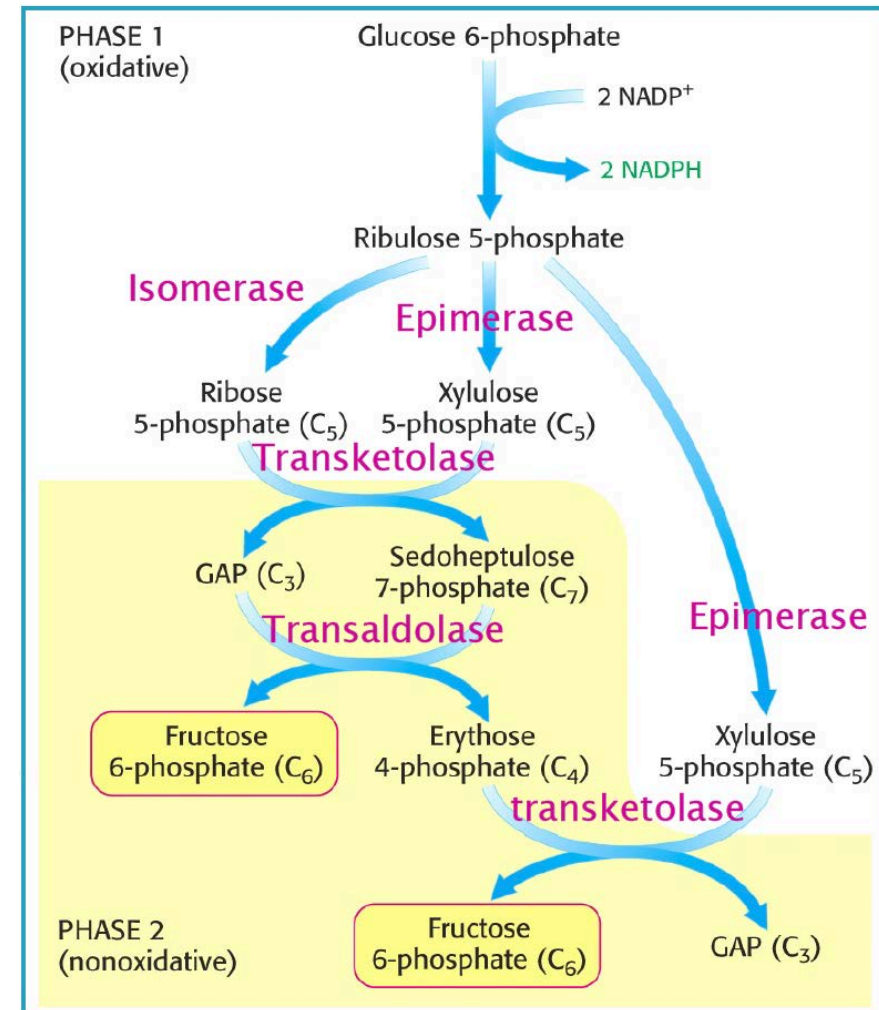 PHASE 1
(oxidative)
Glucose 6-phosphate
2 NADP⁺
2 NADPH
Ribulose 5-phosphate
Isomerase
Epimerase
Ribose
5-phosphate (C₅)
Xylulose
5-phosphate (C₅)
Transketolase
GAP (C₃)
Sedoheptulose
7-phosphate (C₇)
Transaldolase
Epimerase
Fructose
6-phosphate (C₆)
Erythose
4-phosphate (C₄)
Xylulose
5-phosphate (C₅)
transketolase
PHASE 2
(nonoxidative)
Fructose
6-phosphate (C₆)
GAP (C₃)